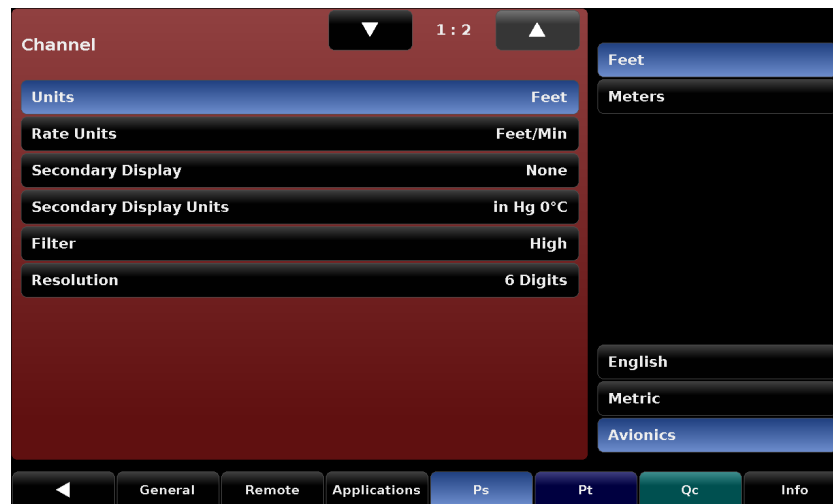 Channel
1 : 2
Units Feet
Rate Units Feet/Min
Secondary Display None
Secondary Display Units in Hg 0°C
Filter High
Resolution 6 Digits
Feet
Meters
English
Metric
Avionics
General Remote Applications Ps Pt Qc Info